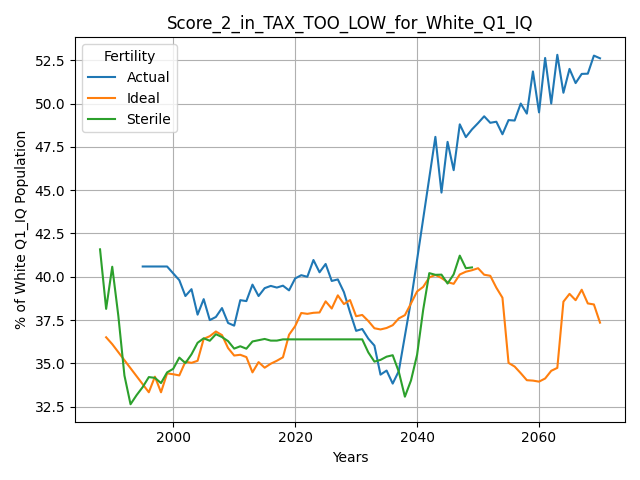 Score_2_in_TAX_TOO_LOW_for_White_Q1_IQ
Fertility
Actual
Ideal
Sterile
% of White Q1_IQ Population
52.5
50.0
47.5
45.0
42.5
40.0
37.5
35.0
32.5
2000
2020
2040
2060
Years